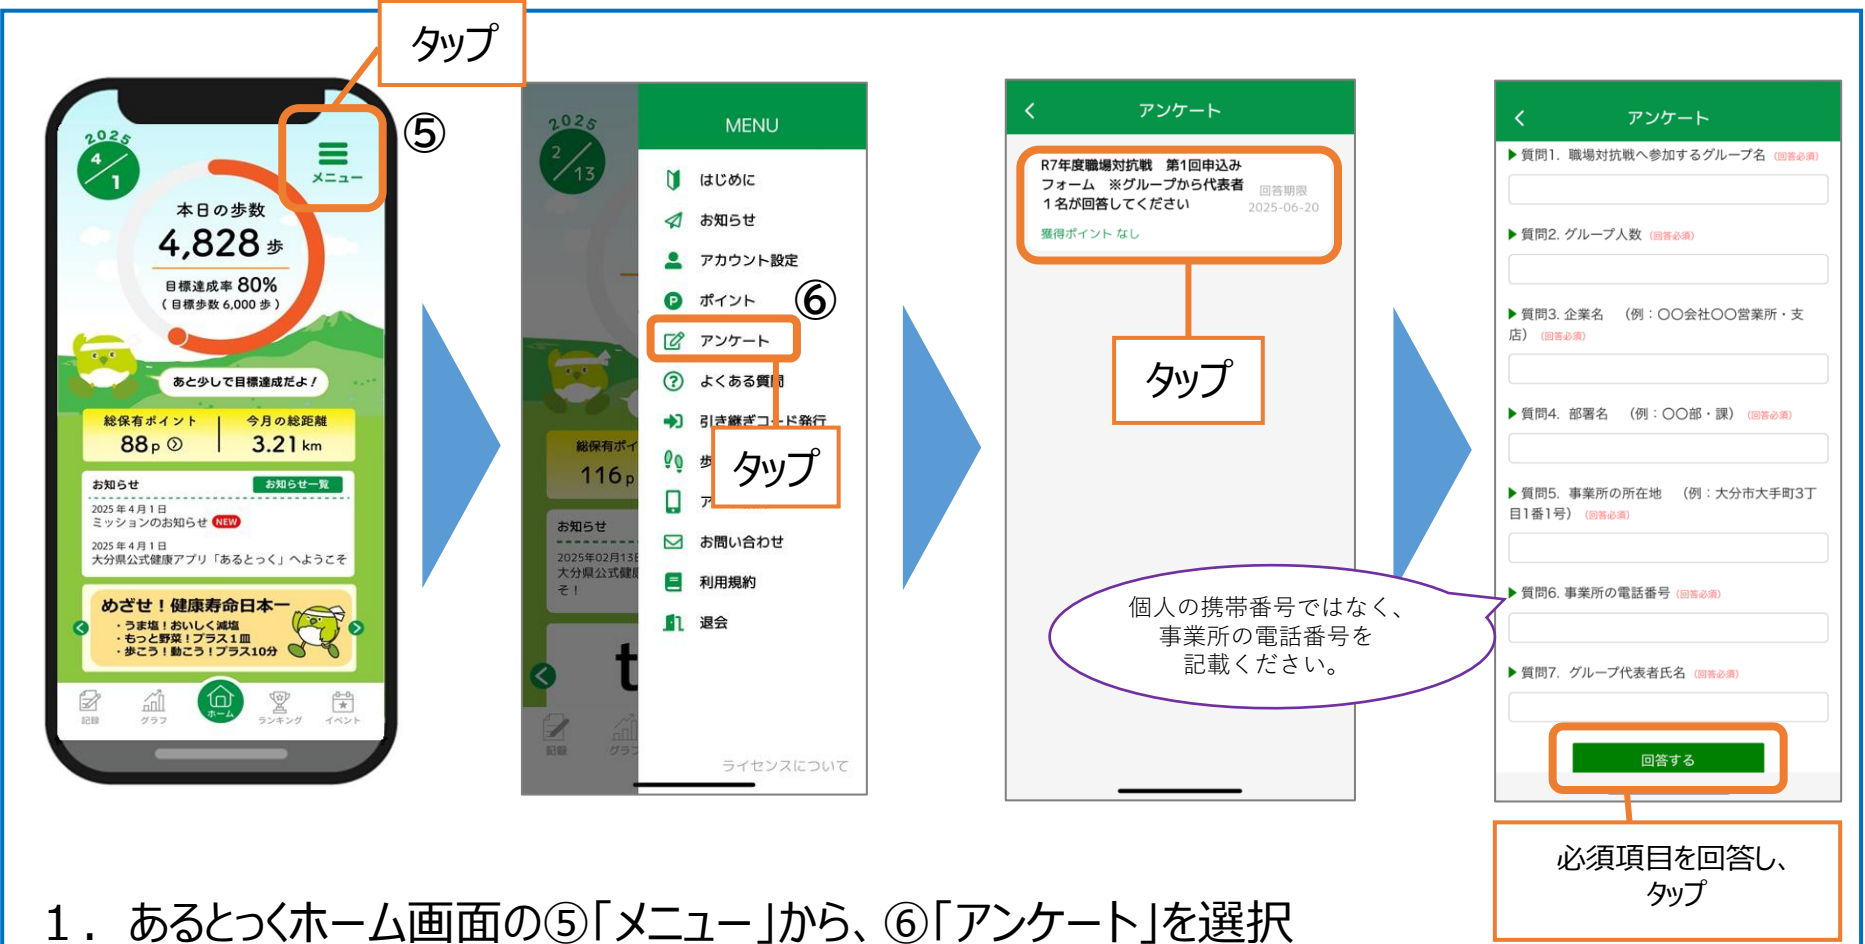 タップ
⑤
2025
4
1
メニュー
本日の歩数
4,828 歩
目標達成率 80%
( 目標歩数 6,000 歩 )
あと少しで目標達成だよ！
総保有ポイント
88p
今月の総距離
3.21 km
お知らせ
お知らせ一覧
2025 年 4 月 1 日
ミッションのお知らせ NEW
2025 年 4 月 1 日
大分県公式健康アプリ「あるとっく」へようこそ
めざせ！健康寿命日本一
・うま塩！おいしく減塩
・もっと野菜！プラス１皿
・歩こう！動こう！プラス10分
記録
グラフ
ホーム
ランキング
イベント
2025
2
13
総保有ポイ
116p
お知らせ
2025年02月13日
大分県公式健康
そ！
t
記録
グラフ
MENU
はじめに
お知らせ
アカウント設定
ポイント
⑥
アンケート
よくある質問
引き継ぎコード発行
歩
タップ
ア
お問い合わせ
利用規約
退会
ライセンスについて
アンケート
R7年度職場対抗戦　第1回申込み
フォーム　※グループから代表者
１名が回答してください
回答期限
2025-06-20
獲得ポイント なし
タップ
個人の携帯番号ではなく、
事業所の電話番号を
記載ください。
アンケート
質問1. 職場対抗戦へ参加するグループ名 (回答必須)
質問2. グループ人数 (回答必須)
質問3. 企業名　（例：〇〇会社〇〇営業所・支
店） (回答必須)
質問4. 部署名　（例：〇〇部・課） (回答必須)
質問5. 事業所の所在地　（例：大分市大手町3丁
目1番1号） (回答必須)
質問6. 事業所の電話番号 (回答必須)
質問7. グループ代表者氏名 (回答必須)
回答する
必須項目を回答し、
タップ
１．あるとっくホーム画面の⑤「メニュー」から、⑥「アンケート」を選択